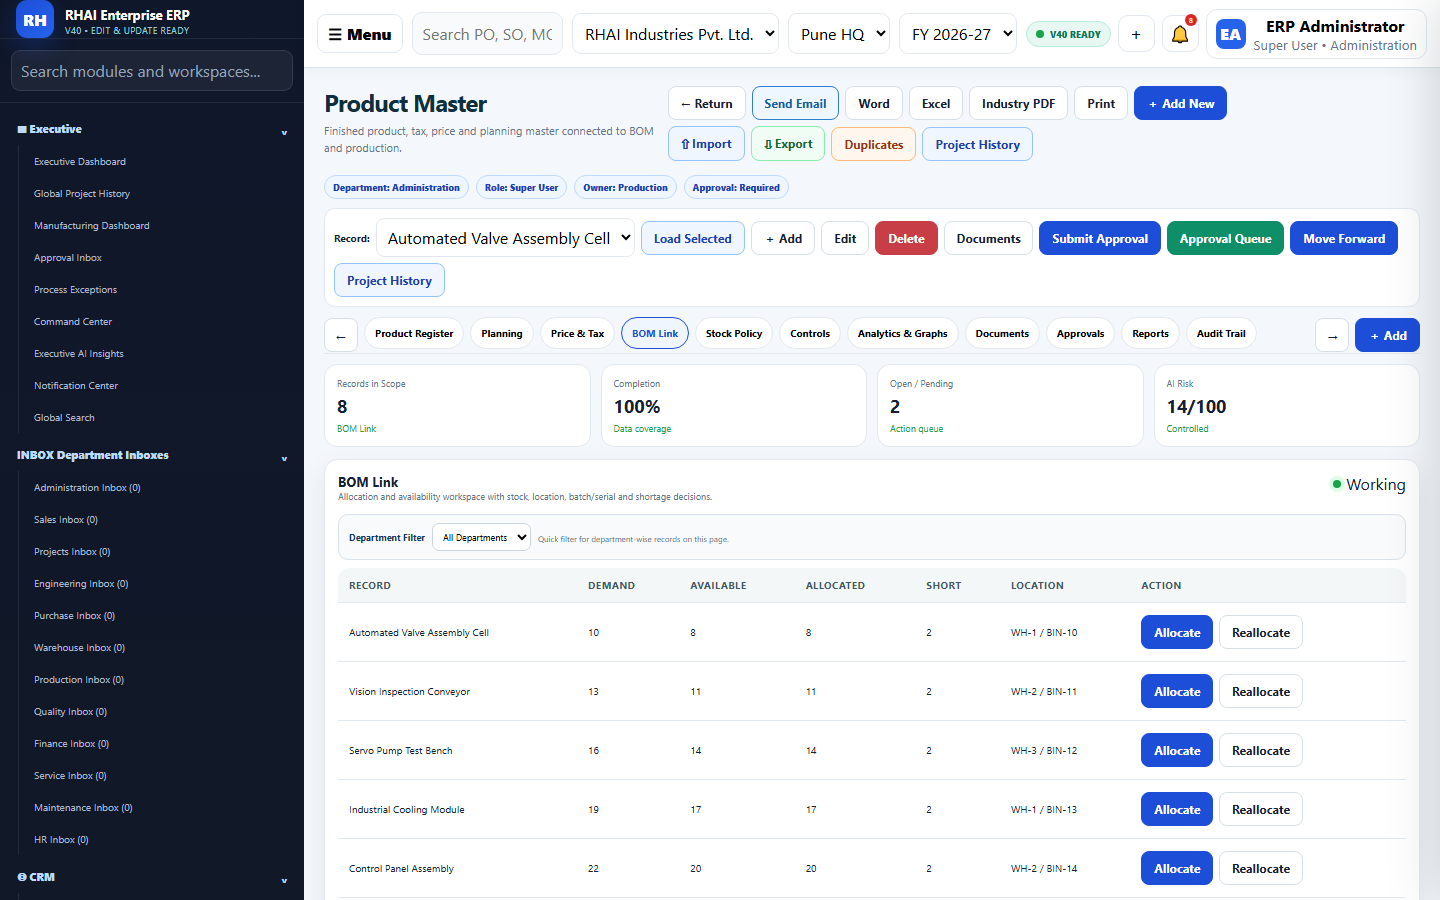 RH
RHAI Enterprise ERP
V40 • EDIT & UPDATE READY
Search modules and workspaces...
Executive
Executive Dashboard
Global Project History
Manufacturing Dashboard
Approval Inbox
Process Exceptions
Command Center
Executive AI Insights
Notification Center
Global Search
INBOX Department Inboxes
Administration Inbox (0)
Sales Inbox (0)
Projects Inbox (0)
Engineering Inbox (0)
Purchase Inbox (0)
Warehouse Inbox (0)
Production Inbox (0)
Quality Inbox (0)
Finance Inbox (0)
Service Inbox (0)
Maintenance Inbox (0)
HR Inbox (0)
CRM
☰ Menu
Search PO, SO, MO
RHAI Industries Pvt. Ltd.
Pune HQ
FY 2026-27
V40 READY
+
8
EA
ERP Administrator
Super User • Administration
Product Master
Finished product, tax, price and planning master connected to BOM
and production.
← Return
Send Email
Word
Excel
Industry PDF
Print
+ Add New
⇧ Import
⇩ Export
Duplicates
Project History
Department: Administration
Role: Super User
Owner: Production
Approval: Required
Record:
Automated Valve Assembly Cell
Load Selected
+ Add
Edit
Delete
Documents
Submit Approval
Approval Queue
Move Forward
Project History
←
Product Register
Planning
Price & Tax
BOM Link
Stock Policy
Controls
Analytics & Graphs
Documents
Approvals
Reports
Audit Trail
→
+ Add
Records in Scope
8
BOM Link
Completion
100%
Data coverage
Open / Pending
2
Action queue
AI Risk
14/100
Controlled
BOM Link
Allocation and availability workspace with stock, location, batch/serial and shortage decisions.
Working
Department Filter
All Departments
Quick filter for department-wise records on this page.
RECORD DEMAND AVAILABLE ALLOCATED SHORT LOCATION ACTION
Automated Valve Assembly Cell 10 8 8 2 WH-1 / BIN-10 Allocate Reallocate
Vision Inspection Conveyor 13 11 11 2 WH-2 / BIN-11 Allocate Reallocate
Servo Pump Test Bench 16 14 14 2 WH-3 / BIN-12 Allocate Reallocate
Industrial Cooling Module 19 17 17 2 WH-1 / BIN-13 Allocate Reallocate
Control Panel Assembly 22 20 20 2 WH-2 / BIN-14 Allocate Reallocate